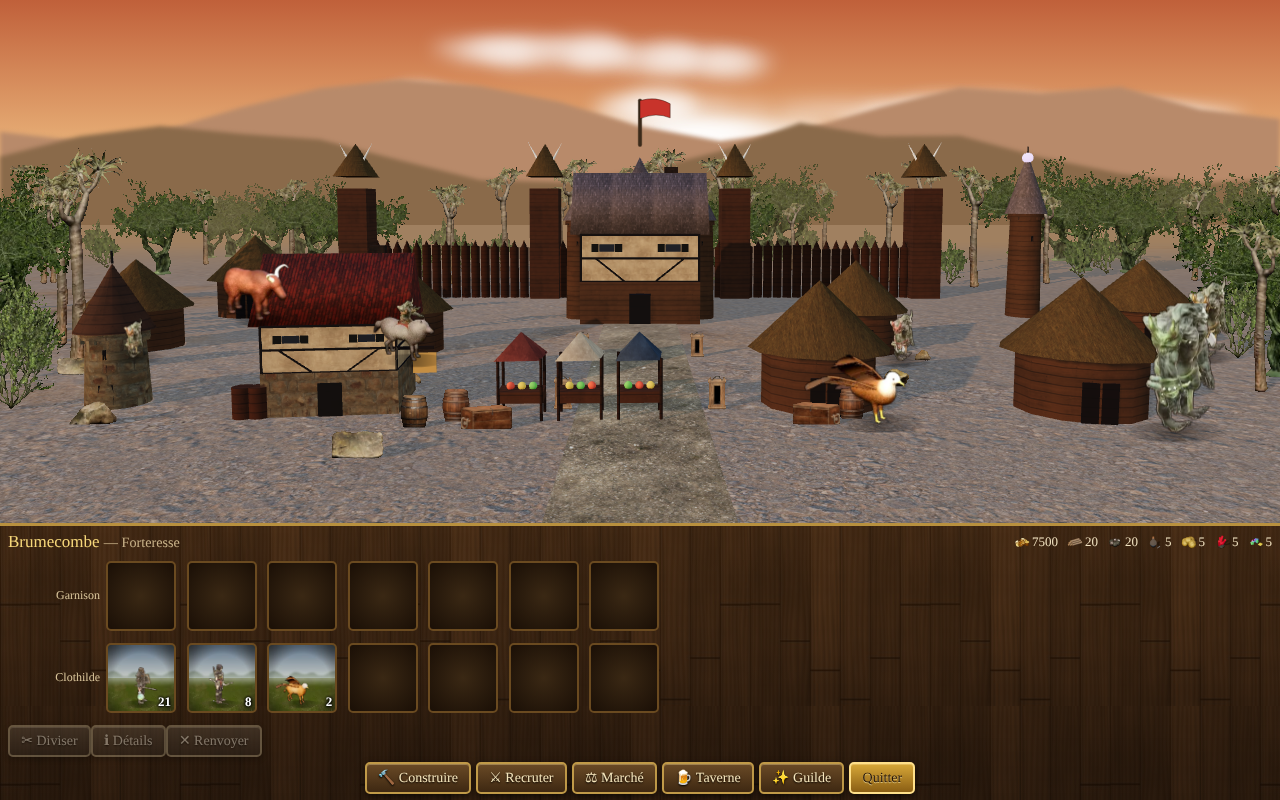 Brumecombe — Forteresse
7500 20 20 5 5 5 5
Garnison
Clothilde
21 8 2
✂ Diviser ℹ Détails ✕ Renvoyer
🔨 Construire ⚔ Recruter ⚖ Marché 🍺 Taverne ✨ Guilde Quitter